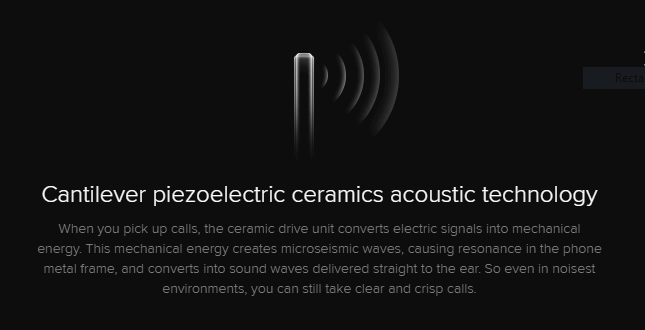 Cantilever piezoelectric ceramics acoustic technology
When you pick up calls, the ceramic drive unit converts electric signals into mechanical
energy. This mechanical energy creates microseismic waves, causing resonance in the phone
metal frame, and converts into sound waves delivered straight to the ear. So even in noisest
environments, you can still take clear and crisp calls.